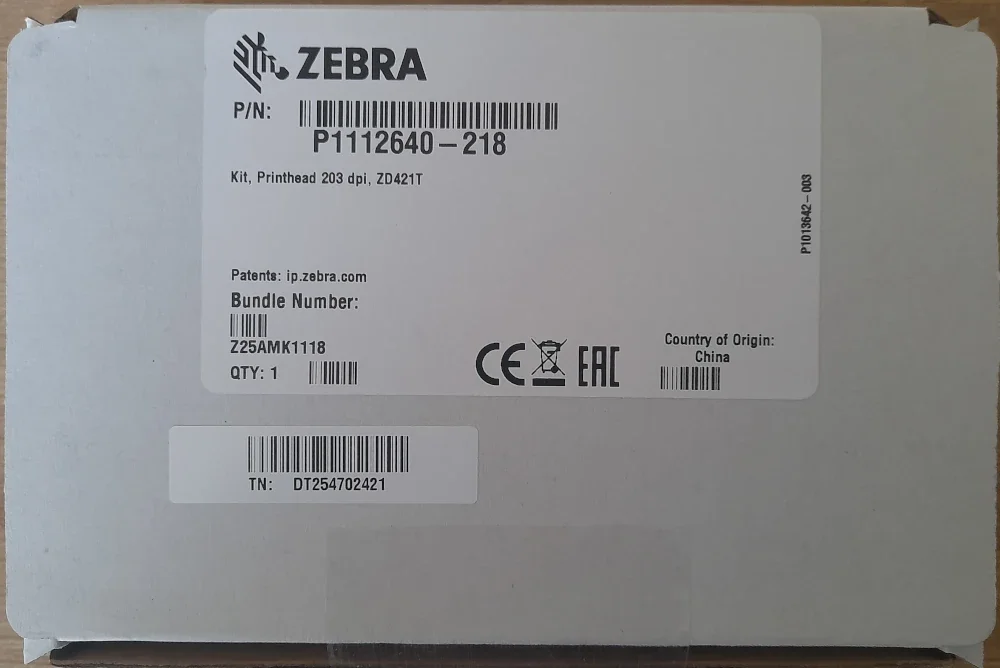 ZEBRA
P/N:
P1112640-218
Kit, Printhead 203 dpi, ZD421T
P1013642-003
Patents: ip.zebra.com
Bundle Number:
Z25AMK1118
QTY: 1
CE
EAC
Country of Origin:
China
TN: DT254702421